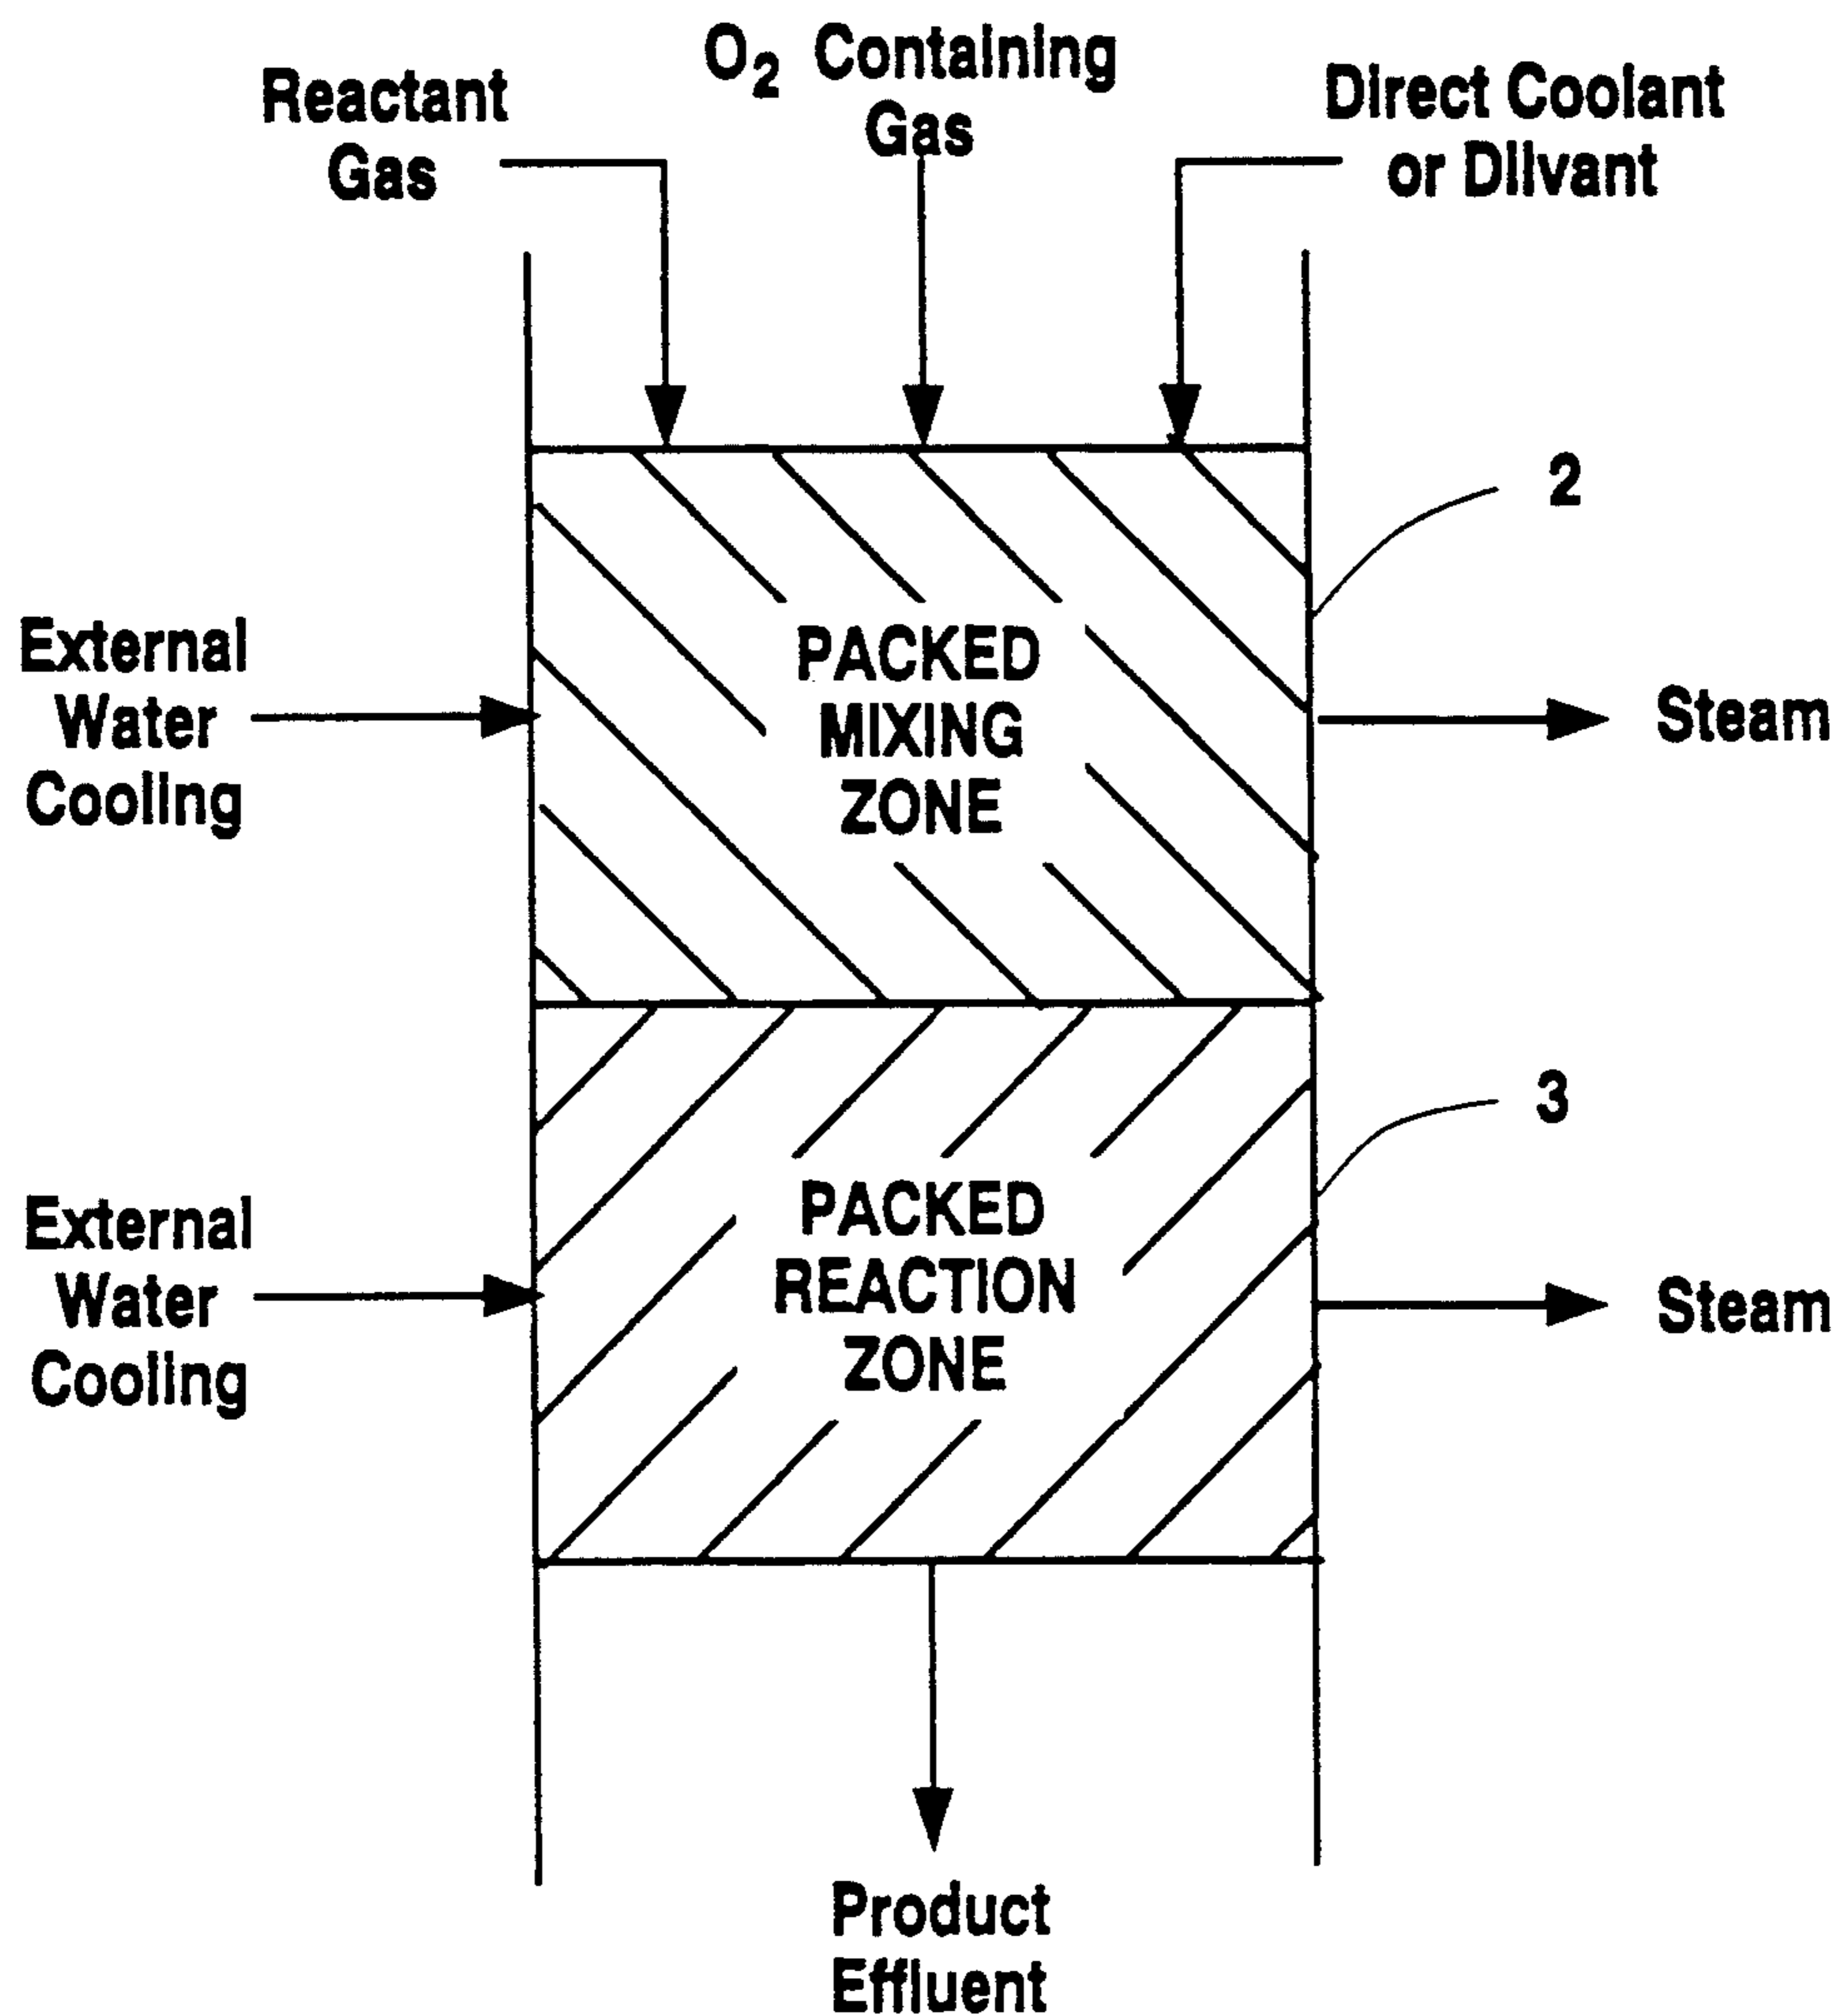 Reactant
Gas
O2 Containing
Gas
Direct Coolant
or Dilvant
2
External
Water
Cooling
PACKED
MIXING
ZONE
Steam
3
External
Water
Cooling
PACKED
REACTION
ZONE
Steam
Product
Effluent